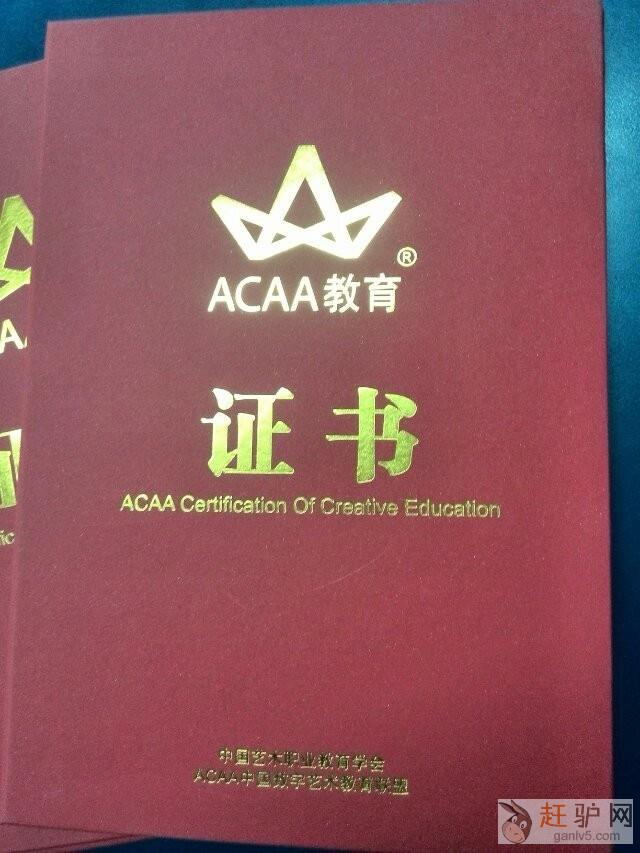 ®
ACAA教育
证书
ACAA Certification Of Creative Education
中国艺术职业教育学会
ACAA中国数字艺术教育联盟
赶驴网
ganlv5.com